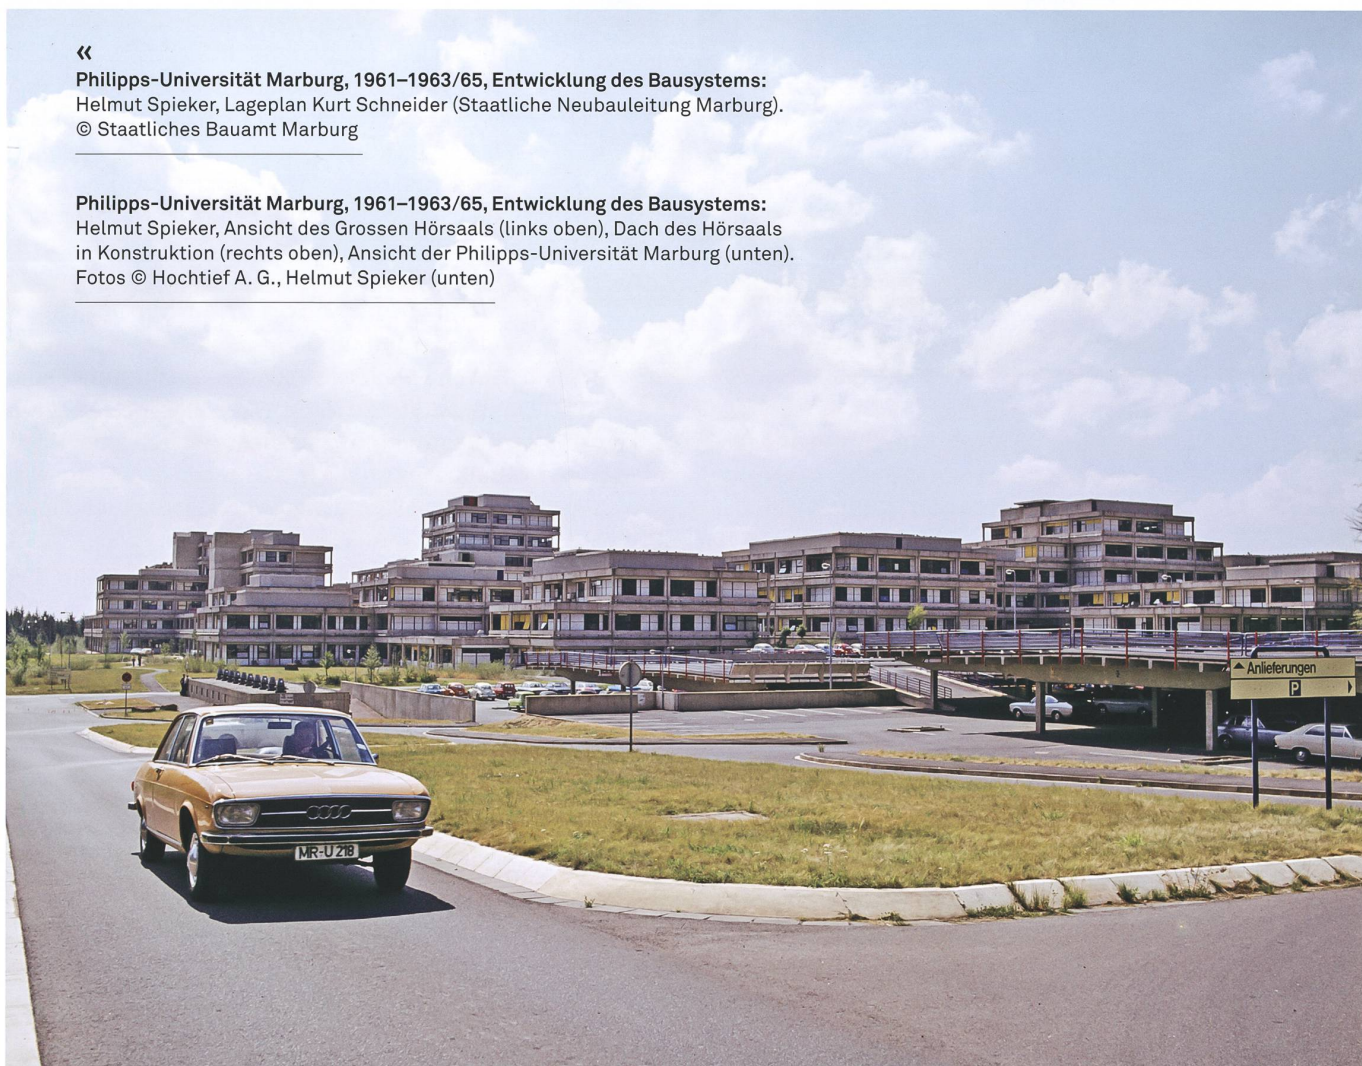 «
Philipps-Universität Marburg, 1961–1963/65, Entwicklung des Bausystems:
Helmut Spieker, Lageplan Kurt Schneider (Staatliche Neubauleitung Marburg).
© Staatliches Bauamt Marburg
Philipps-Universität Marburg, 1961–1963/65, Entwicklung des Bausystems:
Helmut Spieker, Ansicht des Grossen Hörsaals (links oben), Dach des Hörsaals
in Konstruktion (rechts oben), Ansicht der Philipps-Universität Marburg (unten).
Fotos © Hochtief A. G., Helmut Spieker (unten)
Anlieferungen
P
MR-U 218